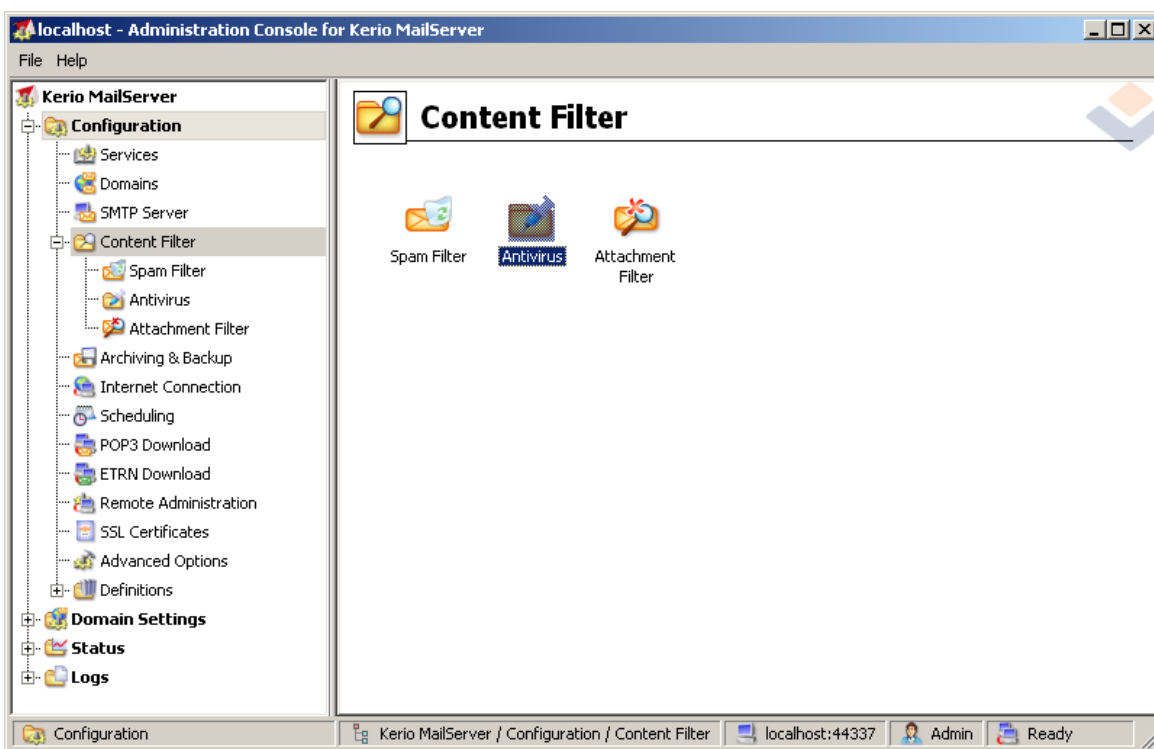 localhost - Administration Console for Kerio MailServer
File Help
Kerio MailServer
Configuration
Services
Domains
SMTP Server
Content Filter
Spam Filter
Antivirus
Attachment Filter
Archiving & Backup
Internet Connection
Scheduling
POP3 Download
ETRN Download
Remote Administration
SSL Certificates
Advanced Options
Definitions
Domain Settings
Status
Logs
Content Filter
Spam Filter
Antivirus
Attachment
Filter
Configuration
Kerio MailServer / Configuration / Content Filter
localhost:44337
Admin
Ready